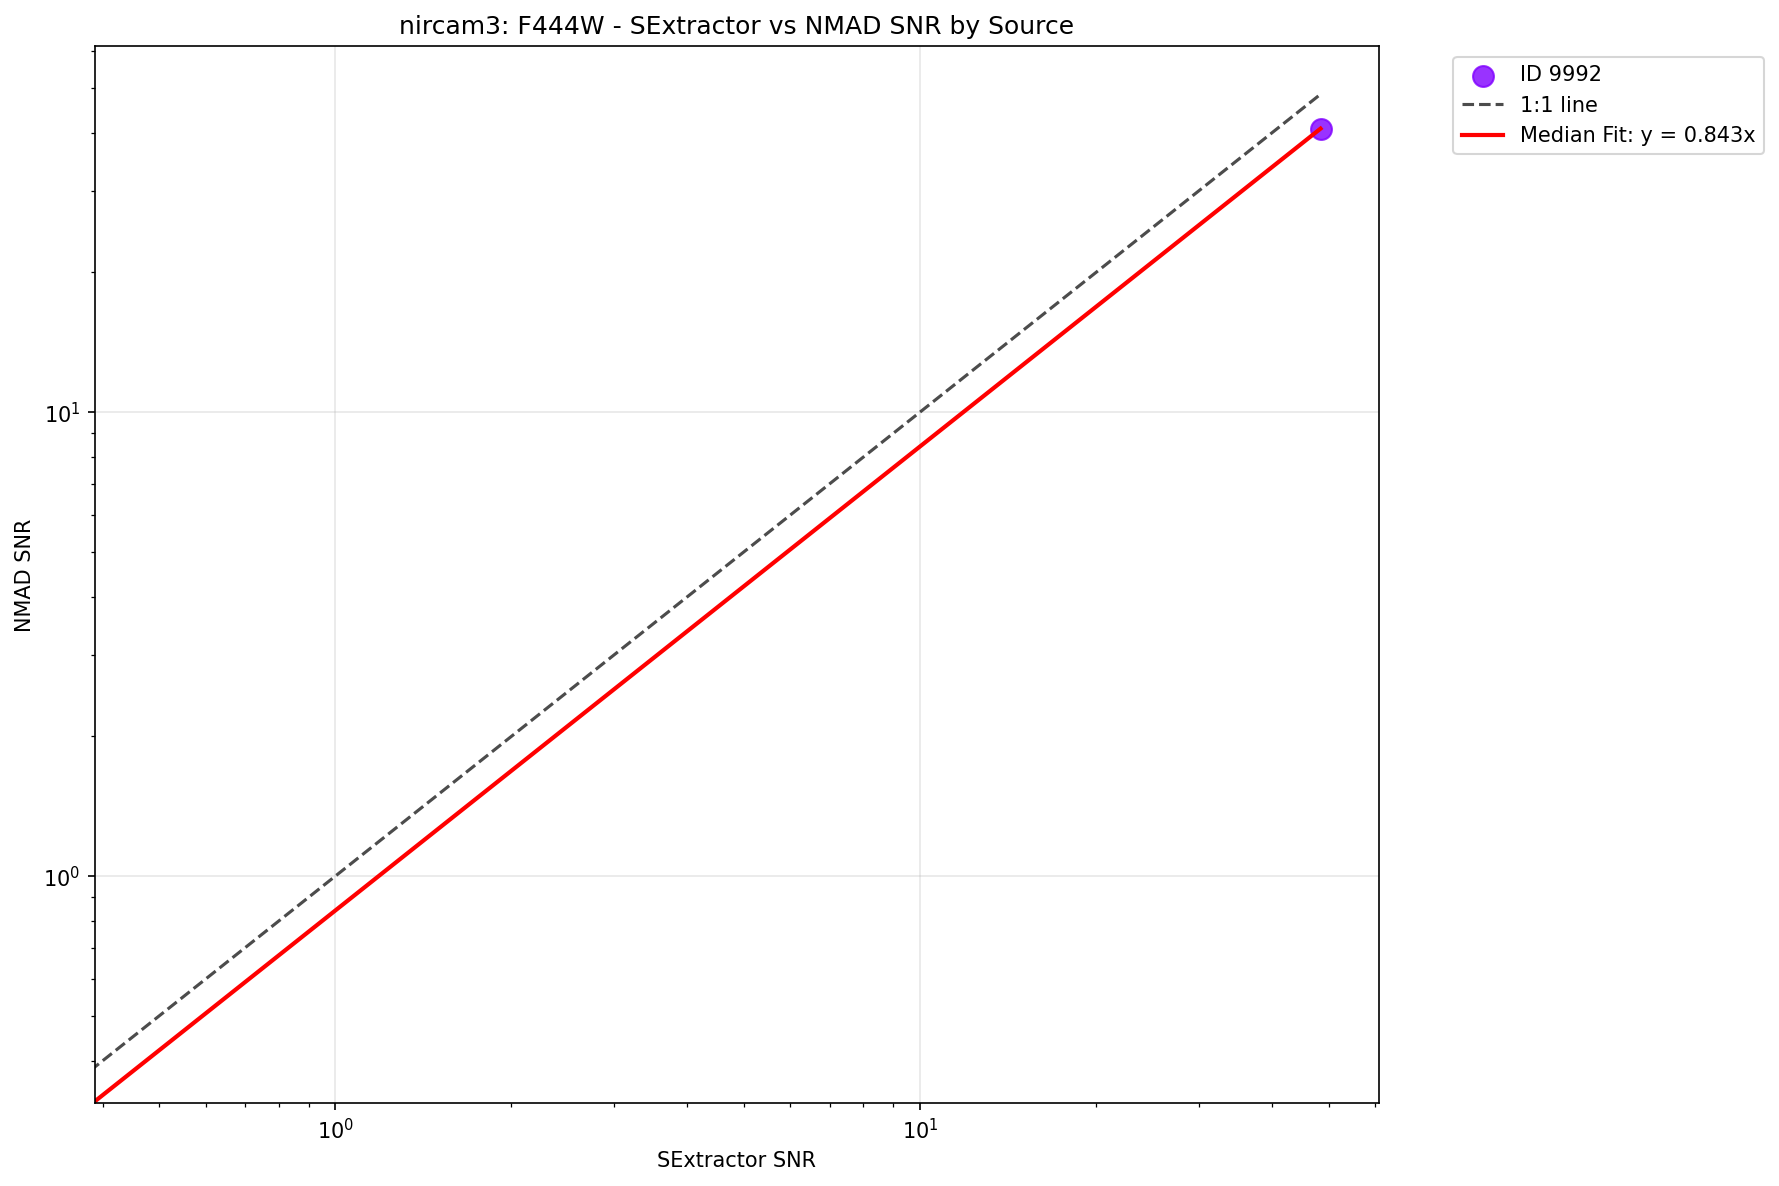 nircam3: F444W - SExtractor vs NMAD SNR by Source
ID 9992
1:1 line
Median Fit: y = 0.843x
NMAD SNR
10¹
10⁰
10⁰
10¹
SExtractor SNR